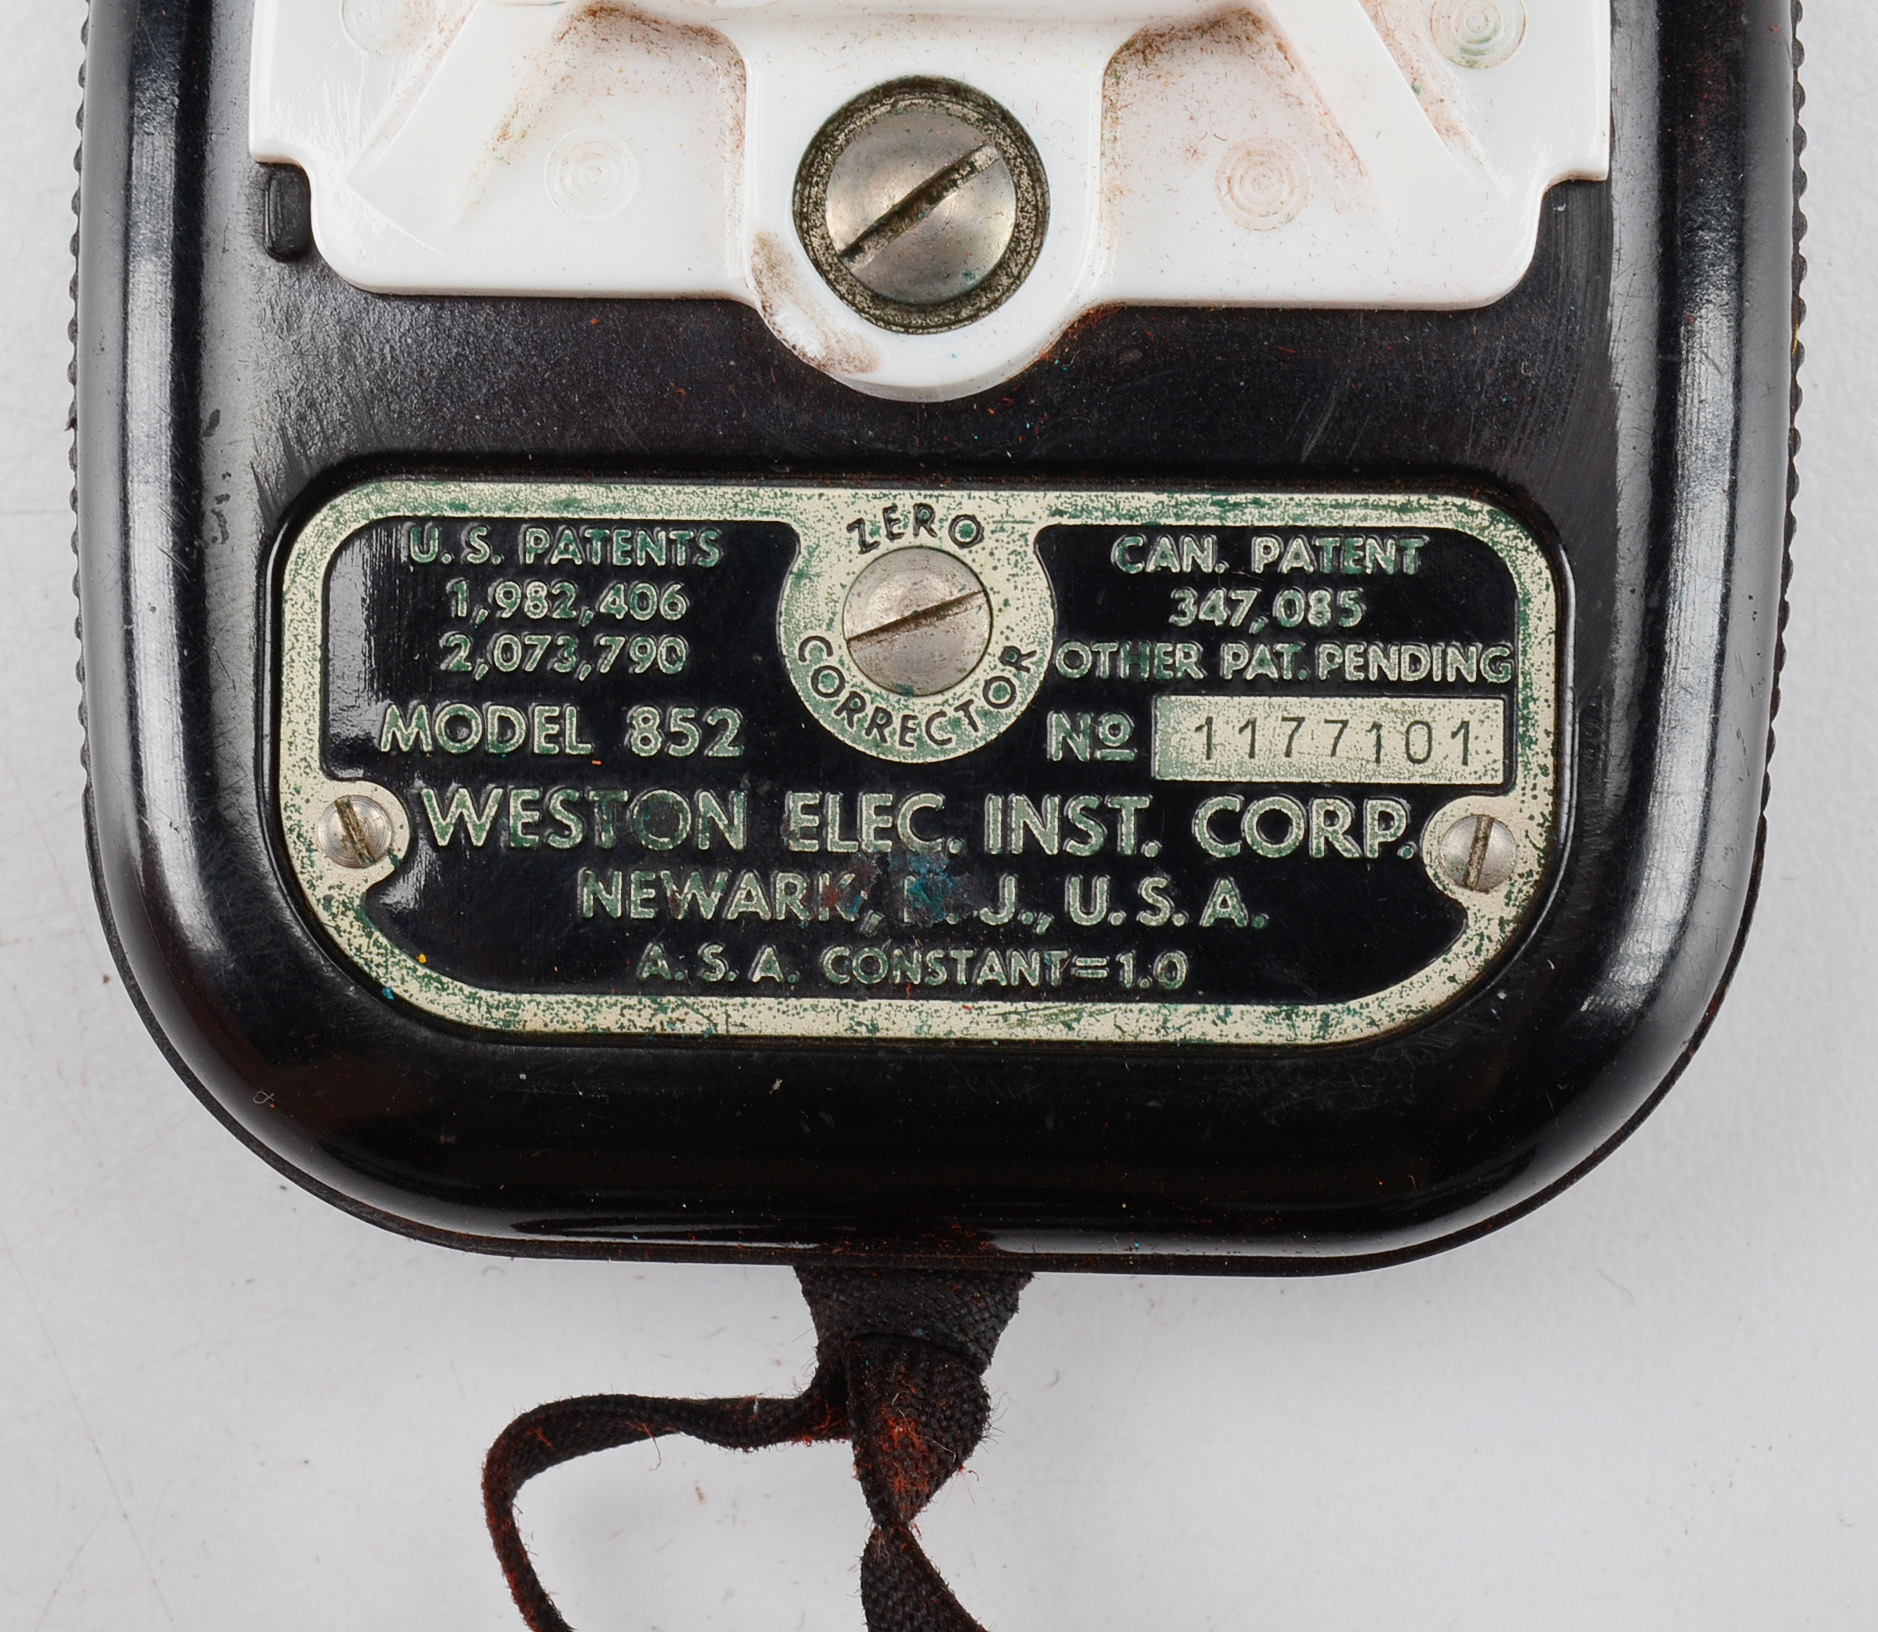 U. S. PATENTS
1,982,406
2,073,790
ZERO
CORRECTOR
CAN. PATENT
347,085
OTHER PAT. PENDING
MODEL 852
Nº 1177101
WESTON ELEC. INST. CORP.
NEWARK, N. J., U. S. A.
A. S. A. CONSTANT=1.0